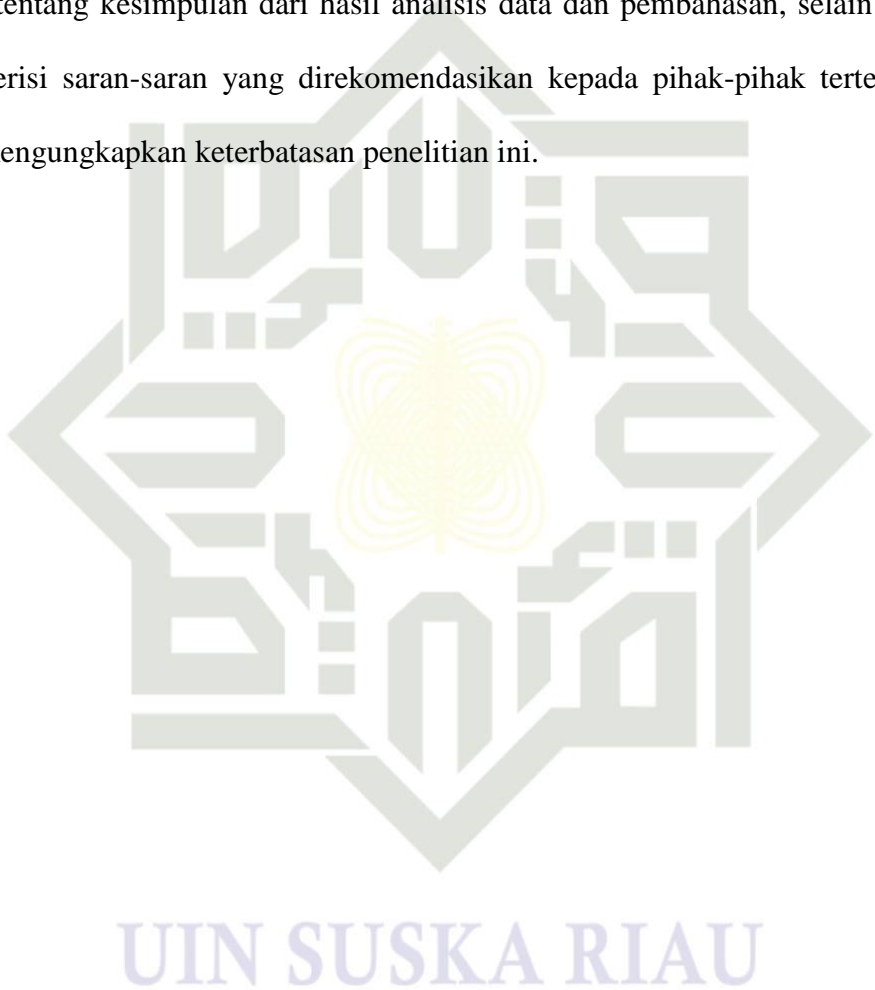 tentang kesimpulan dari hasil analisis data dan pembahasan, selain
erisi saran-saran yang direkomendasikan kepada pihak-pihak terte
engungkapkan keterbatasan penelitian ini.
UIN SUSKA RIAU